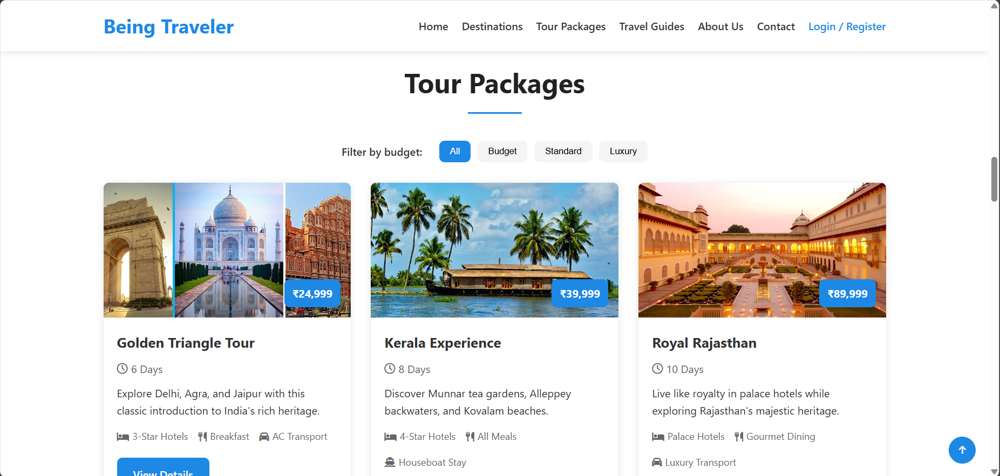 Being Traveler
Home Destinations Tour Packages Travel Guides About Us Contact Login / Register
Tour Packages
Filter by budget: All Budget Standard Luxury
₹24,999
Golden Triangle Tour
6 Days
Explore Delhi, Agra, and Jaipur with this
classic introduction to India's rich heritage.
3-Star Hotels Breakfast AC Transport
View Details
₹39,999
Kerala Experience
8 Days
Discover Munnar tea gardens, Alleppey
backwaters, and Kovalam beaches.
4-Star Hotels All Meals
Houseboat Stay
₹89,999
Royal Rajasthan
10 Days
Live like royalty in palace hotels while
exploring Rajasthan's majestic heritage.
Palace Hotels Gourmet Dining
Luxury Transport